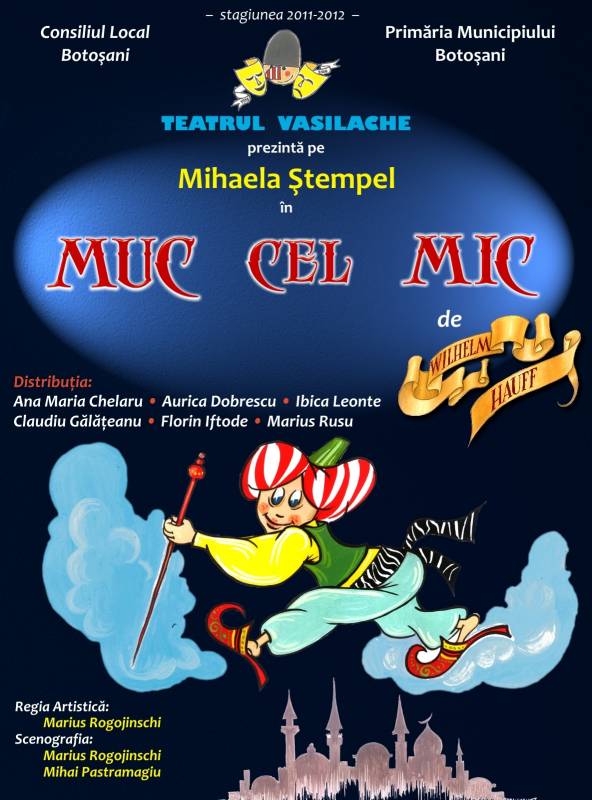 – stagiunea 2011-2012 –
Consiliul Local
Botoșani
Primăria Municipiului
Botoșani
TEATRUL VASILACHE
prezintă pe
Mihaela Ştempel
în
MUC CEL MIC
de
WILHELM
HAUFF
Distribuția:
Ana Maria Chelaru • Aurica Dobrescu • Ibica Leonte
Claudiu Gălățeanu • Florin Iftode • Marius Rusu
Regia Artistică:
Marius Rogojinschi
Scenografia:
Marius Rogojinschi
Mihai Pastramagiu